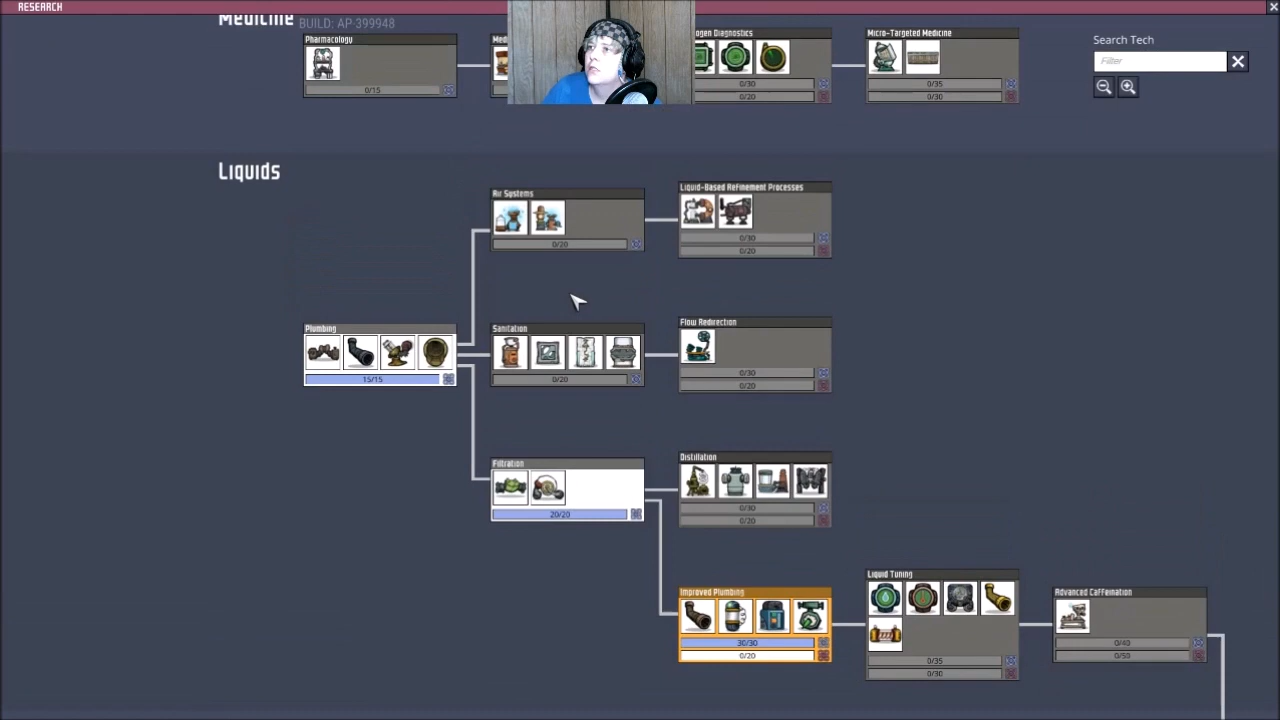 RESEARCH
Medicine
BUILD: AP-399948
Pharmacology
0/15
Med
ogen Diagnostics
0/30
0/20
Micro-Targeted Medicine
0/35
0/30
Search Tech
Filter
Liquids
Air Systems
0/20
Liquid-Based Refinement Processes
0/30
0/20
Plumbing
15/15
Sanitation
0/20
Flow Redirection
0/30
0/20
Filtration
20/20
Distillation
0/30
0/20
Improved Plumbing
30/30
0/20
Liquid Tuning
0/35
0/30
Advanced Caffeination
0/40
0/50